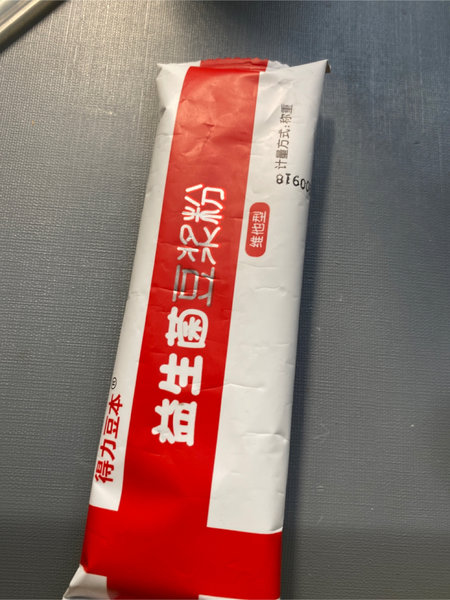 得力豆本®
益生菌豆浆粉
维他型
计量方式:称重